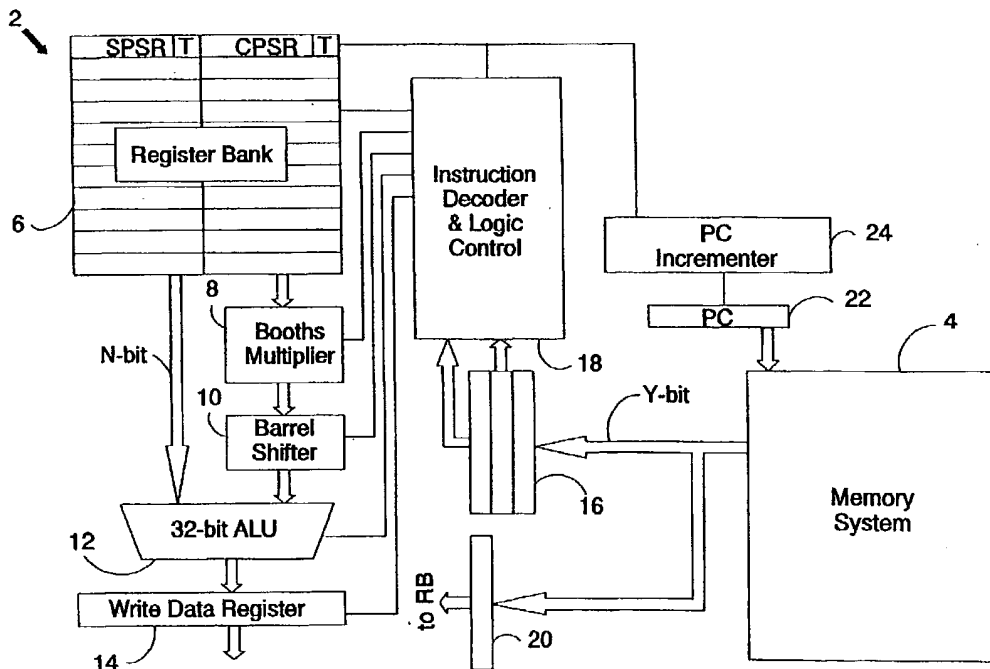 2
SPSR T CPSR T
Register Bank
6
Instruction
Decoder
& Logic
Control
18
PC
Incrementer
24
PC
22
4
8
Booths
Multiplier
N-bit
10
Barrel
Shifter
Y-bit
16
Memory
System
32-bit ALU
12
Write Data Register
14
to RB
20